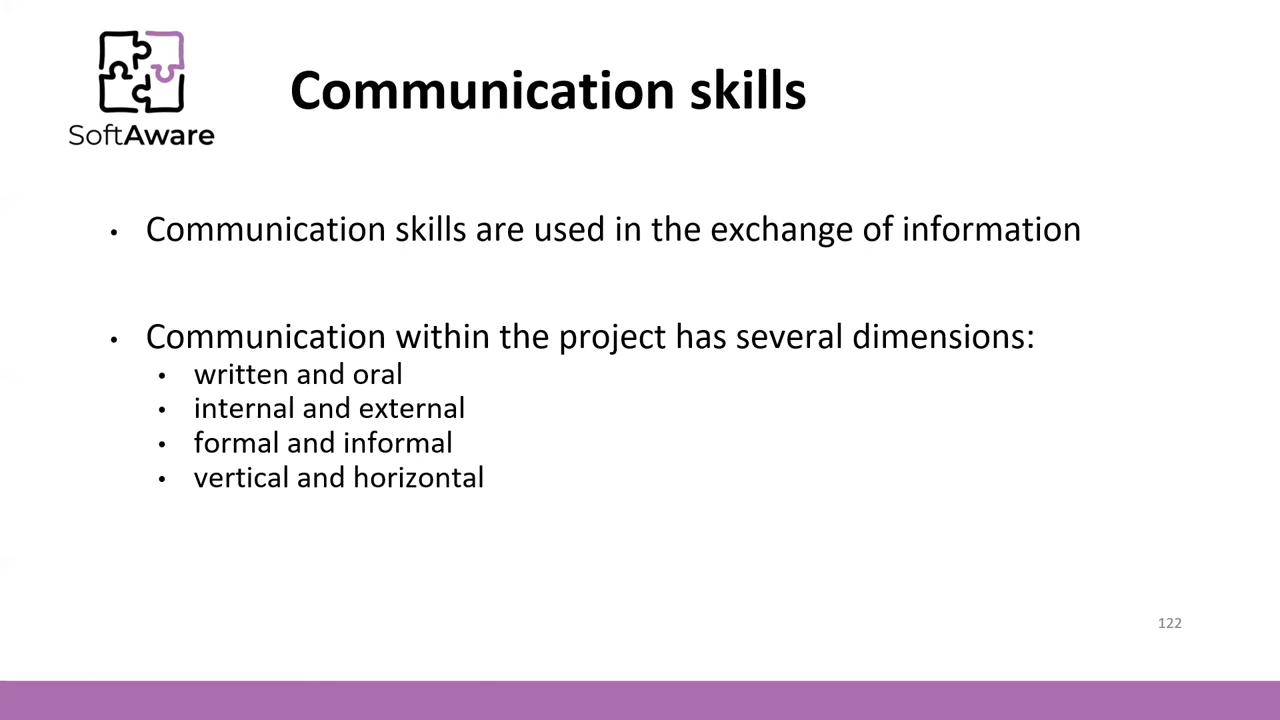 SoftAware
Communication skills
• Communication skills are used in the exchange of information
• Communication within the project has several dimensions:
• written and oral
• internal and external
• formal and informal
• vertical and horizontal
122